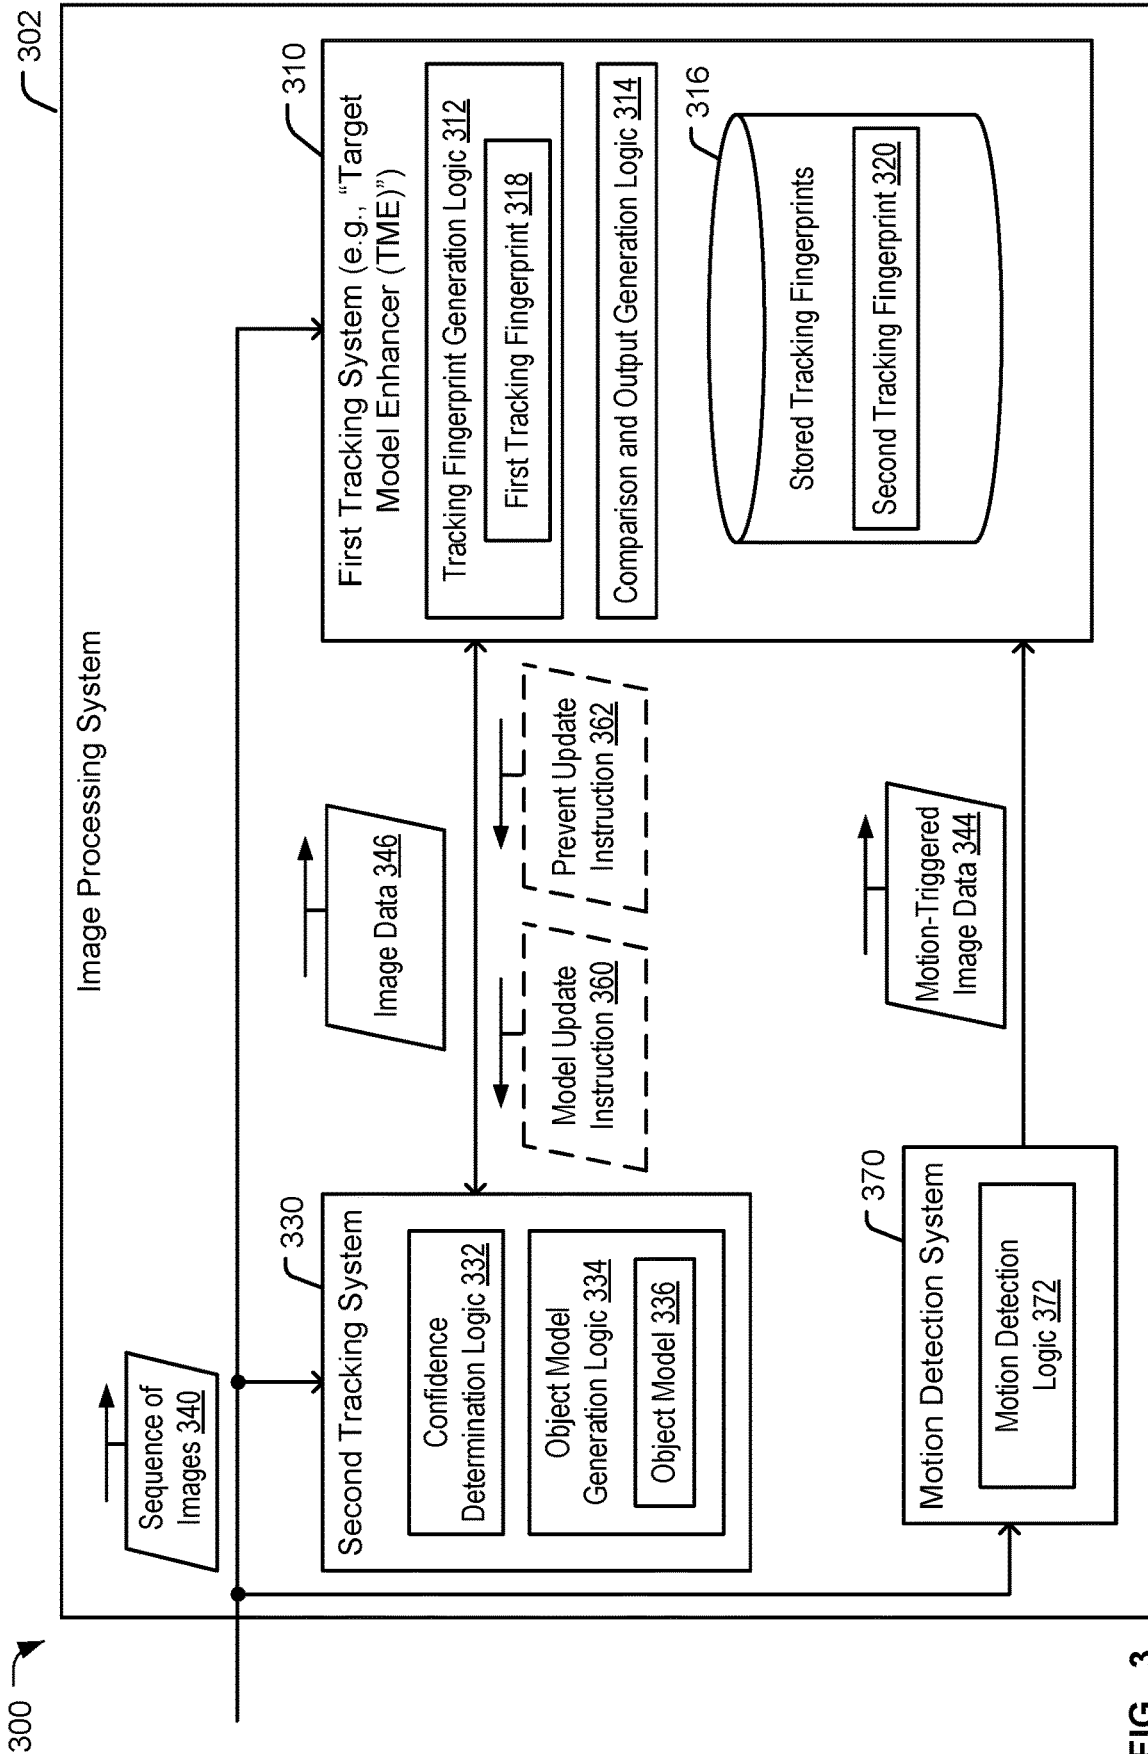 300
302
Image Processing System
Sequence of
Images 340
330
Second Tracking System
Confidence
Determination Logic 332
Object Model
Generation Logic 334
Object Model 336
Image Data 346
Model Update
Instruction 360
Prevent Update
Instruction 362
310
First Tracking System (e.g., “Target
Model Enhancer (TME)”)
Tracking Fingerprint Generation Logic 312
First Tracking Fingerprint 318
Comparison and Output Generation Logic 314
316
Stored Tracking Fingerprints
Second Tracking Fingerprint 320
370
Motion Detection System
Motion Detection
Logic 372
Motion-Triggered
Image Data 344
FIG. 3